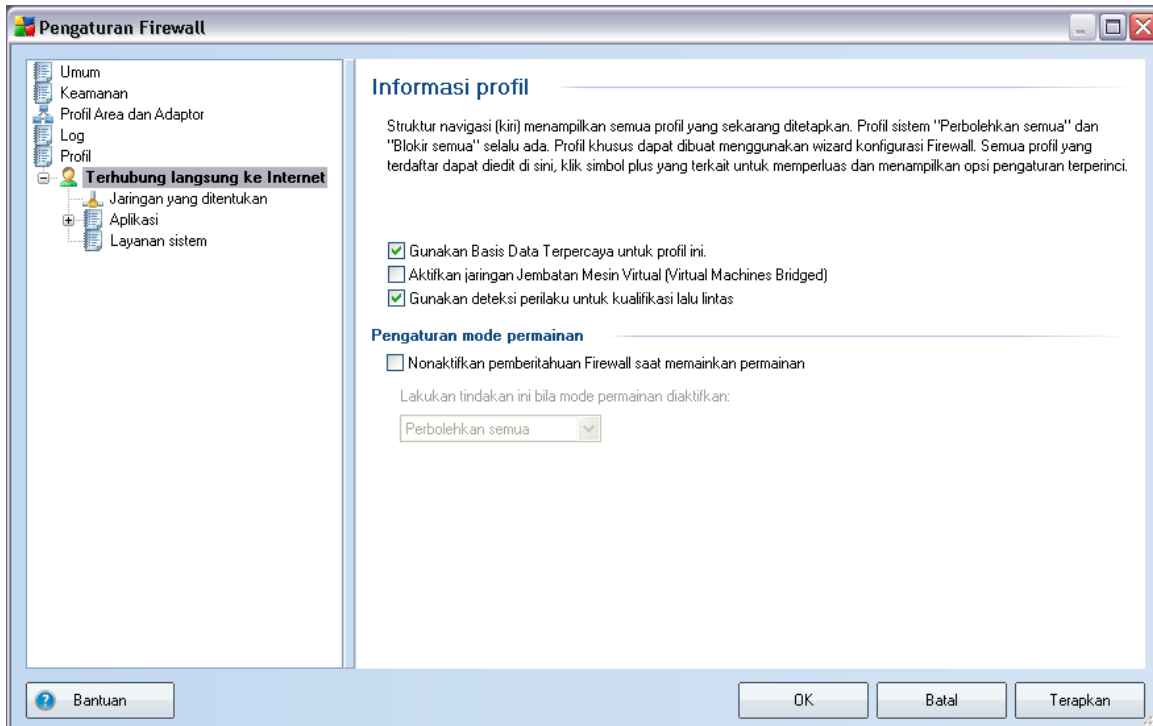 Pengaturan Firewall
Umum
Keamanan
Profil Area dan Adaptor
Log
Profil
Terhubung langsung ke Internet
Jaringan yang ditentukan
Aplikasi
Layanan sistem
Informasi profil
Struktur navigasi (kiri) menampilkan semua profil yang sekarang ditetapkan. Profil sistem "Perbolehkan semua" dan
"Blokir semua" selalu ada. Profil khusus dapat dibuat menggunakan wizard konfigurasi Firewall. Semua profil yang
terdaftar dapat diedit di sini, klik simbol plus yang terkait untuk memperluas dan menampilkan opsi pengaturan terperinci.
Gunakan Basis Data Terpercaya untuk profil ini.
Aktifkan jaringan Jembatan Mesin Virtual (Virtual Machines Bridged)
Gunakan deteksi perilaku untuk kualifikasi lalu lintas
Pengaturan mode permainan
Nonaktifkan pemberitahuan Firewall saat memainkan permainan
Lakukan tindakan ini bila mode permainan diaktifkan:
Perbolehkan semua
Bantuan
OK
Batal
Terapkan